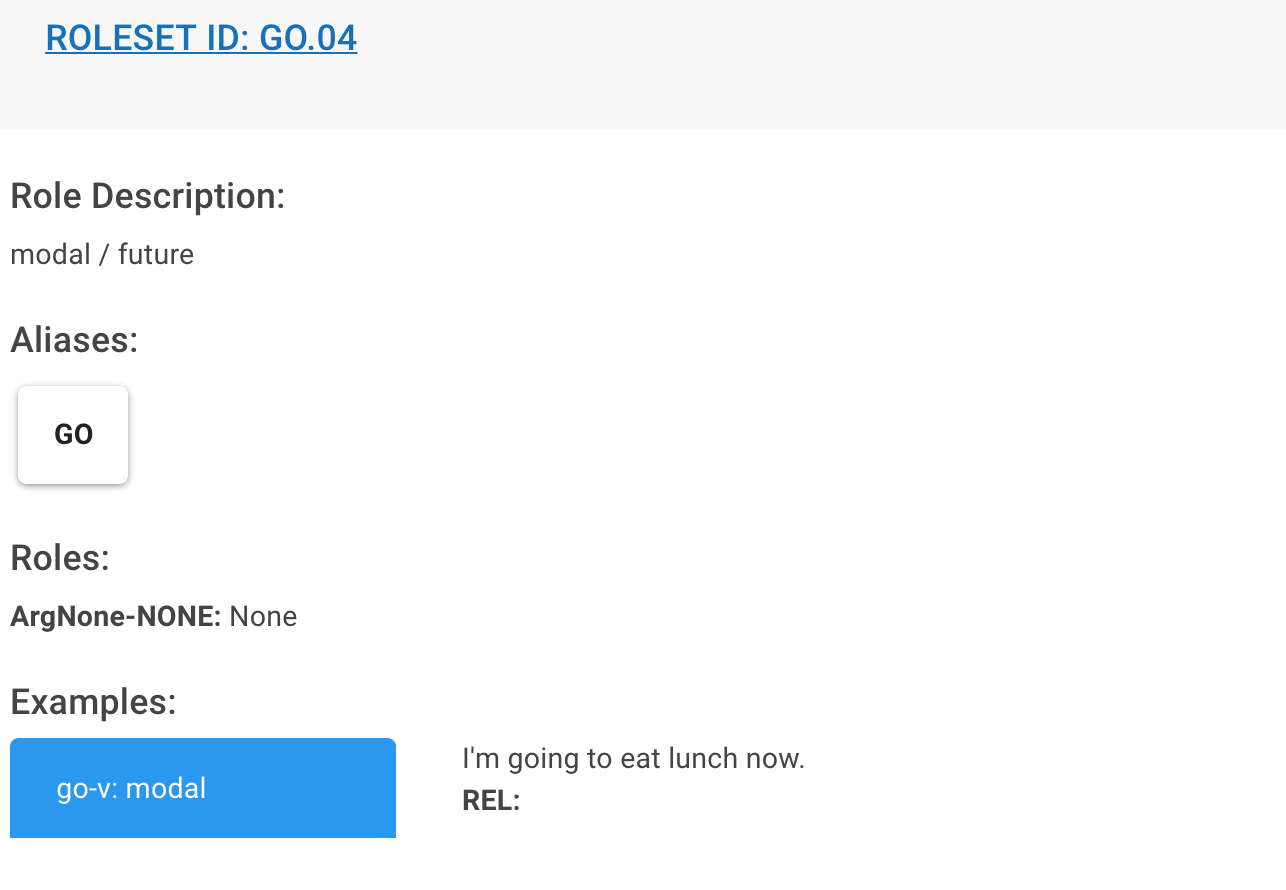 ROLESET ID: GO.04
Role Description:
modal / future
Aliases:
GO
Roles:
ArgNone-NONE: None
Examples:
go-v: modal
I'm going to eat lunch now.
REL: